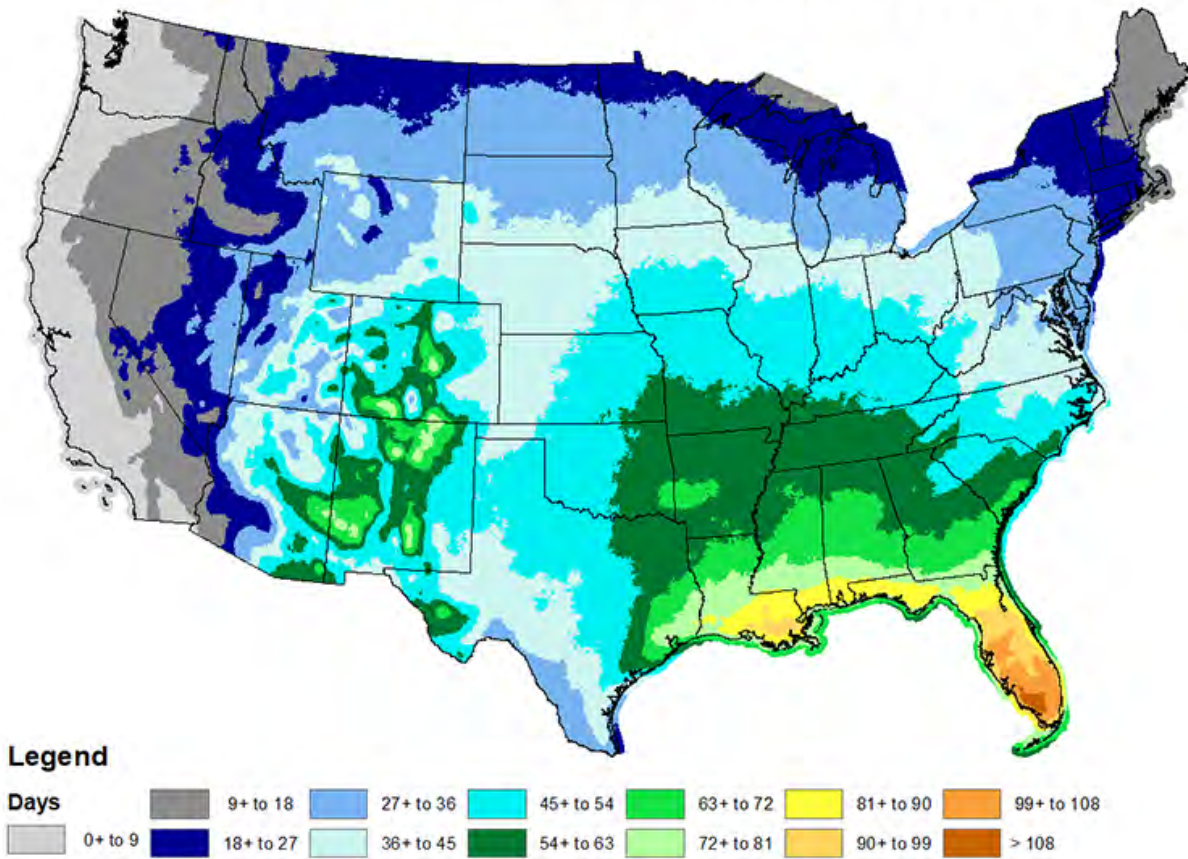 Legend
Days
9+ to 18 27+ to 36 45+ to 54 63+ to 72 81+ to 90 99+ to 108
0+ to 9 18+ to 27 36+ to 45 54+ to 63 72+ to 81 90+ to 99 > 108